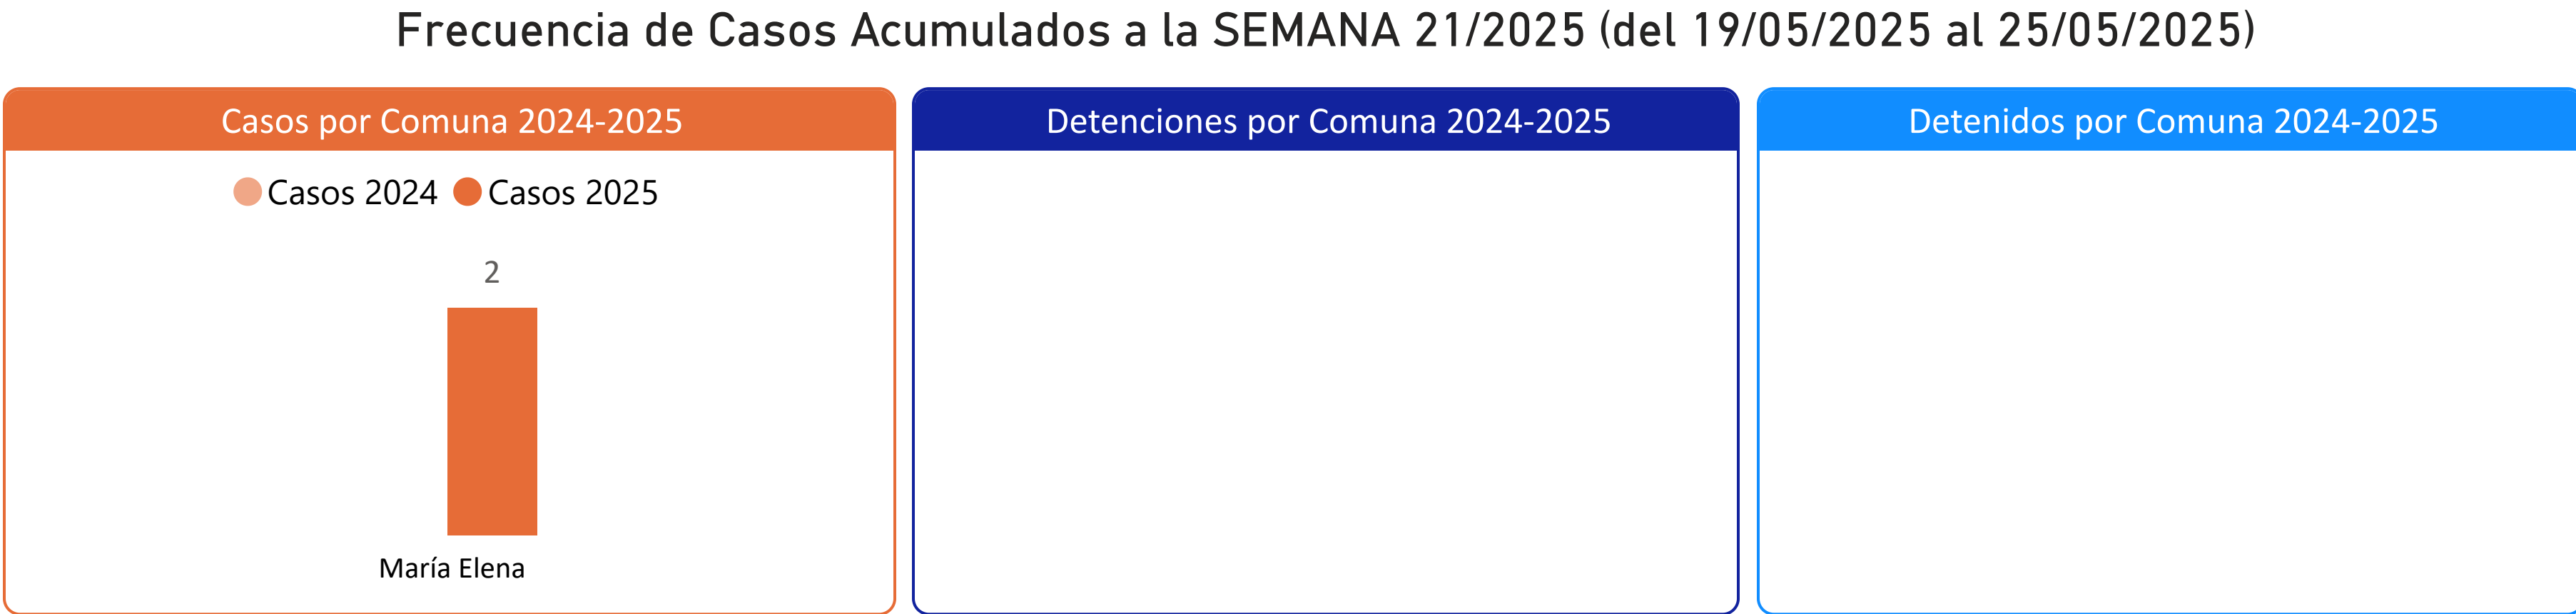 Frecuencia de Casos Acumulados a la SEMANA 21/2025 (del 19/05/2025 al 25/05/2025)
Casos por Comuna 2024-2025
Casos 2024 Casos 2025
2
María Elena
Detenciones por Comuna 2024-2025
Detenidos por Comuna 2024-2025